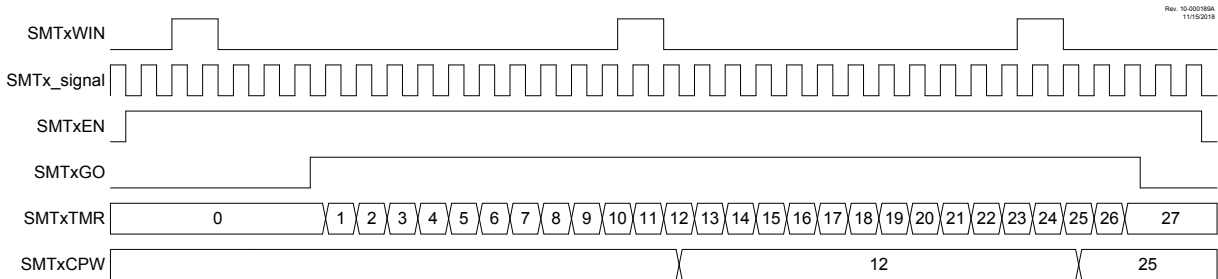 Rev. 10-000189A
11/15/2018
SMTxWIN
SMTx_signal
SMTxEN
SMTxGO
SMTxTMR 0 1 2 3 4 5 6 7 8 9 10 11 12 13 14 15 16 17 18 19 20 21 22 23 24 25 26 27
SMTxCPW 12 25